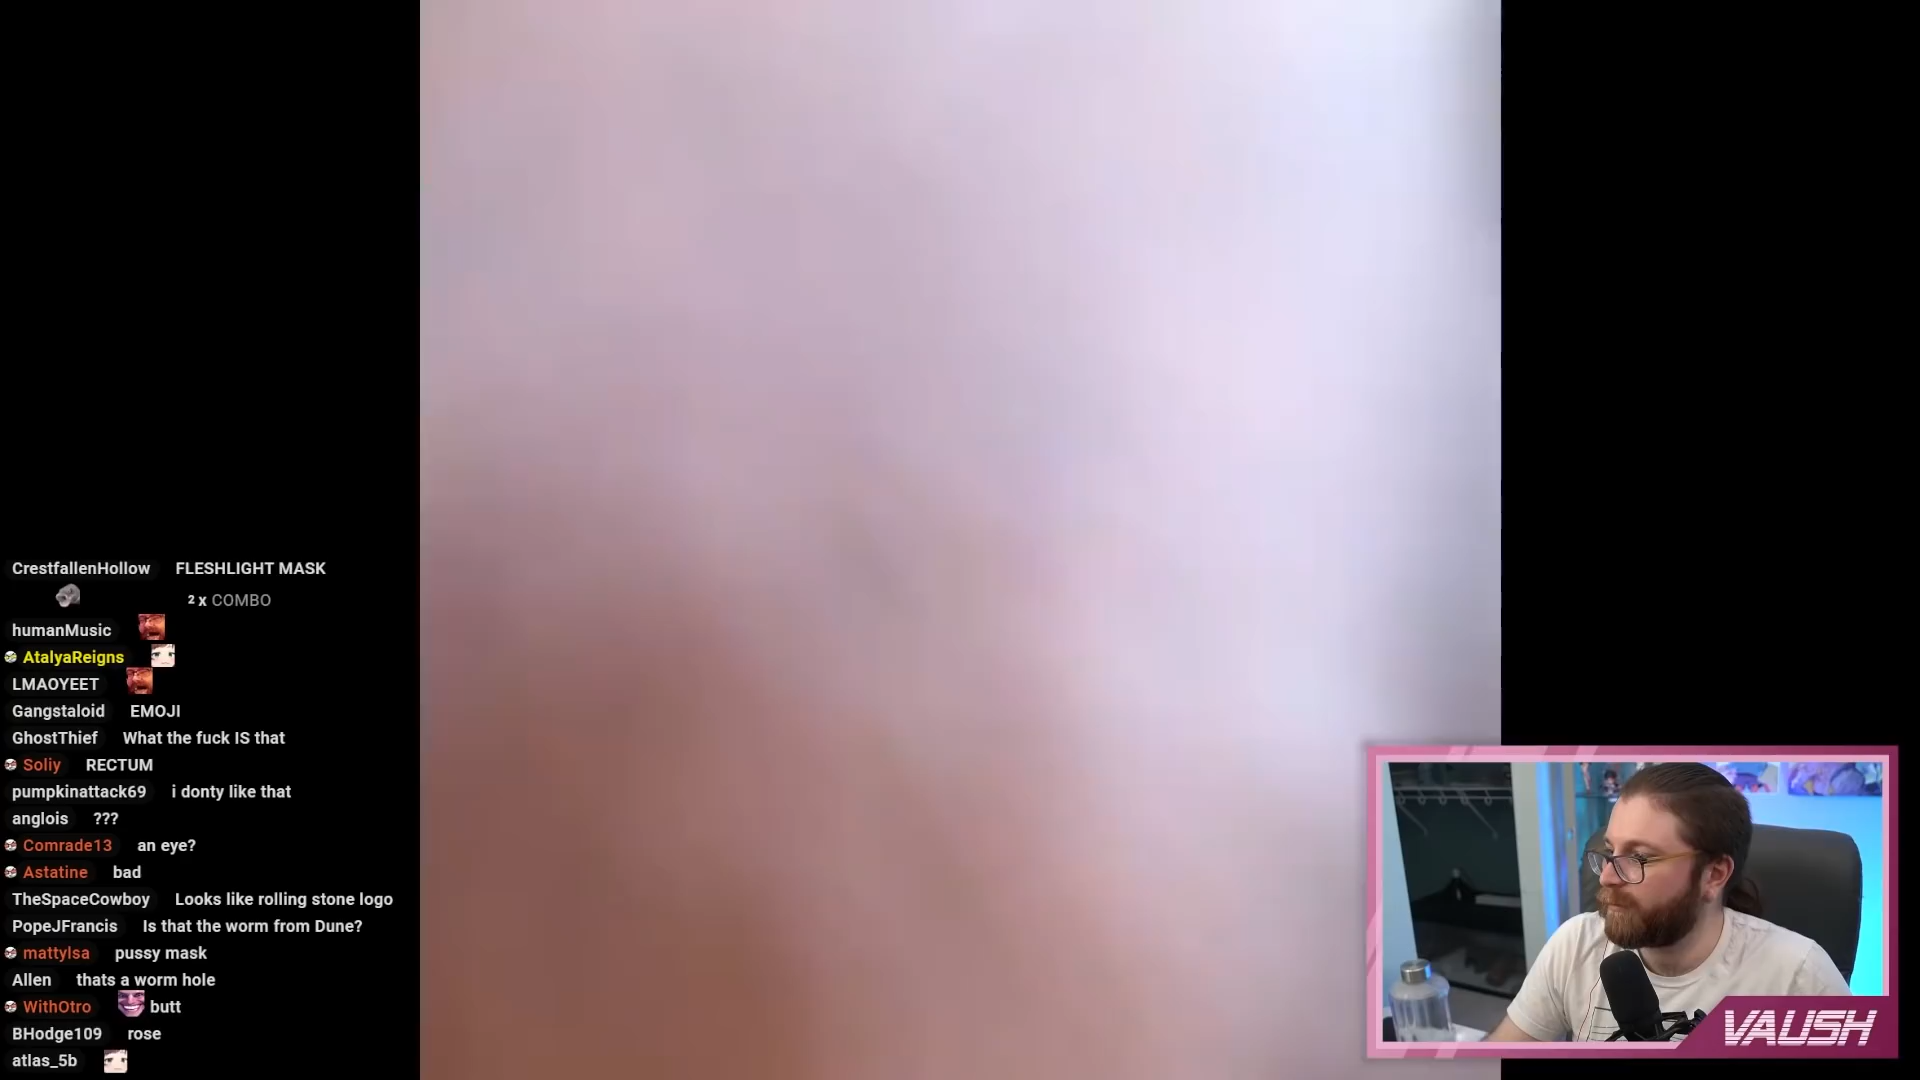 CrestfallenHollow FLESHLIGHT MASK
2 x COMBO
humanMusic
AtalyaReigns
LMAOYEET
Gangstaloid EMOJI
GhostThief What the fuck IS that
Soliy RECTUM
pumpkinattack69 i donty like that
anglois ???
Comrade13 an eye?
Astatine bad
TheSpaceCowboy Looks like rolling stone logo
PopeJFrancis Is that the worm from Dune?
mattylsa pussy mask
Allen thats a worm hole
WithOtro butt
BHodge109 rose
atlas_5b
VAUSH